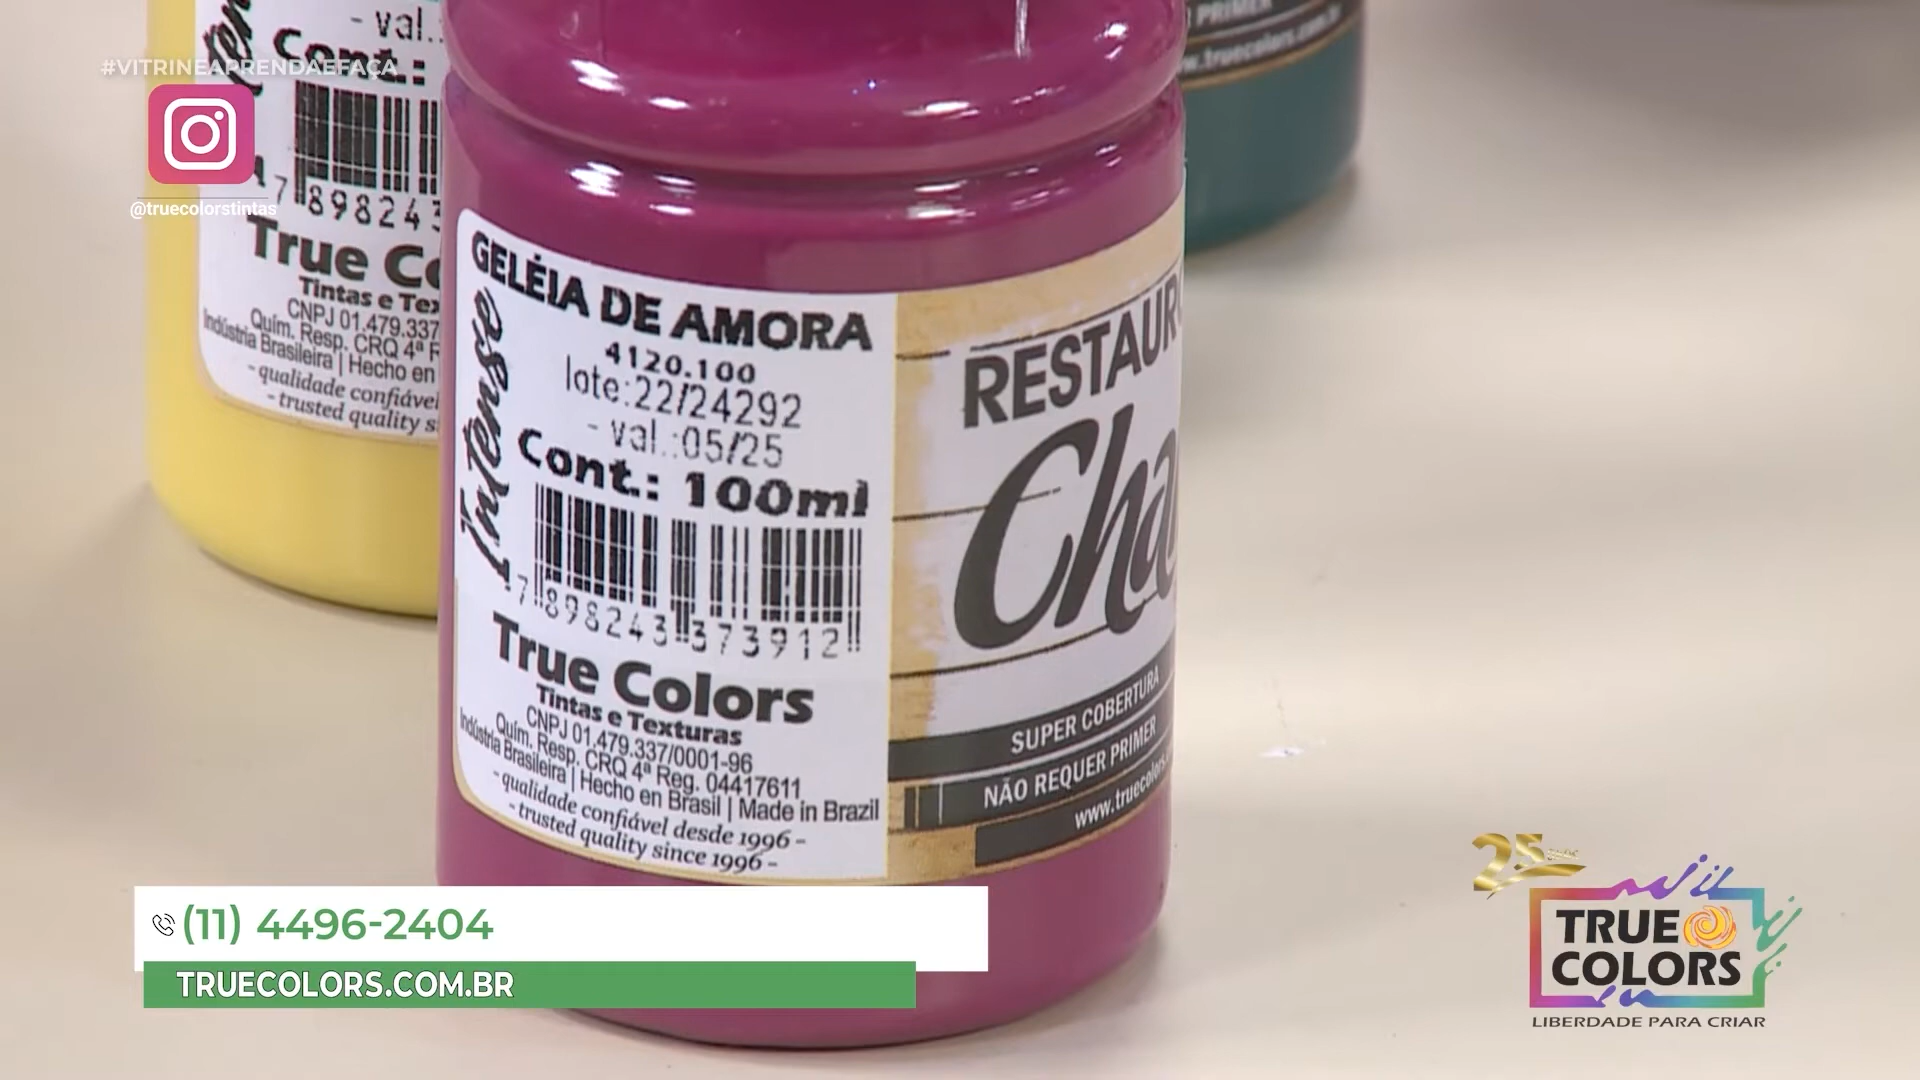 #VITRINEAPRENDAEFAÇA
@truecolorstintas
- val.:
Cont.:
7 898243
True Co
Tintas e Tex
CNPJ 01.479.337
Quím. Resp. CRQ 4ª R
Indústria Brasileira | Hecho en
- qualidade confiável
- trusted quality s
GELÉIA DE AMORA
4120.100
lote:22/24292
- val.:05/25
Cont.: 100ml
Intense
7 898243 373912
True Colors
Tintas e Texturas
CNPJ 01.479.337/0001-96
Quím. Resp. CRQ 4ª Reg. 04417611
Indústria Brasileira | Hecho en Brasil | Made in Brazil
- qualidade confiável desde 1996 -
- trusted quality since 1996 -
RESTAURO
Cha
SUPER COBERTURA
NÃO REQUER PRIMER
www.truecolors.
PRIMER
www.truecolors.com.br
(11) 4496-2404
TRUECOLORS.COM.BR
25 anos
TRUE
COLORS
LIBERDADE PARA CRIAR